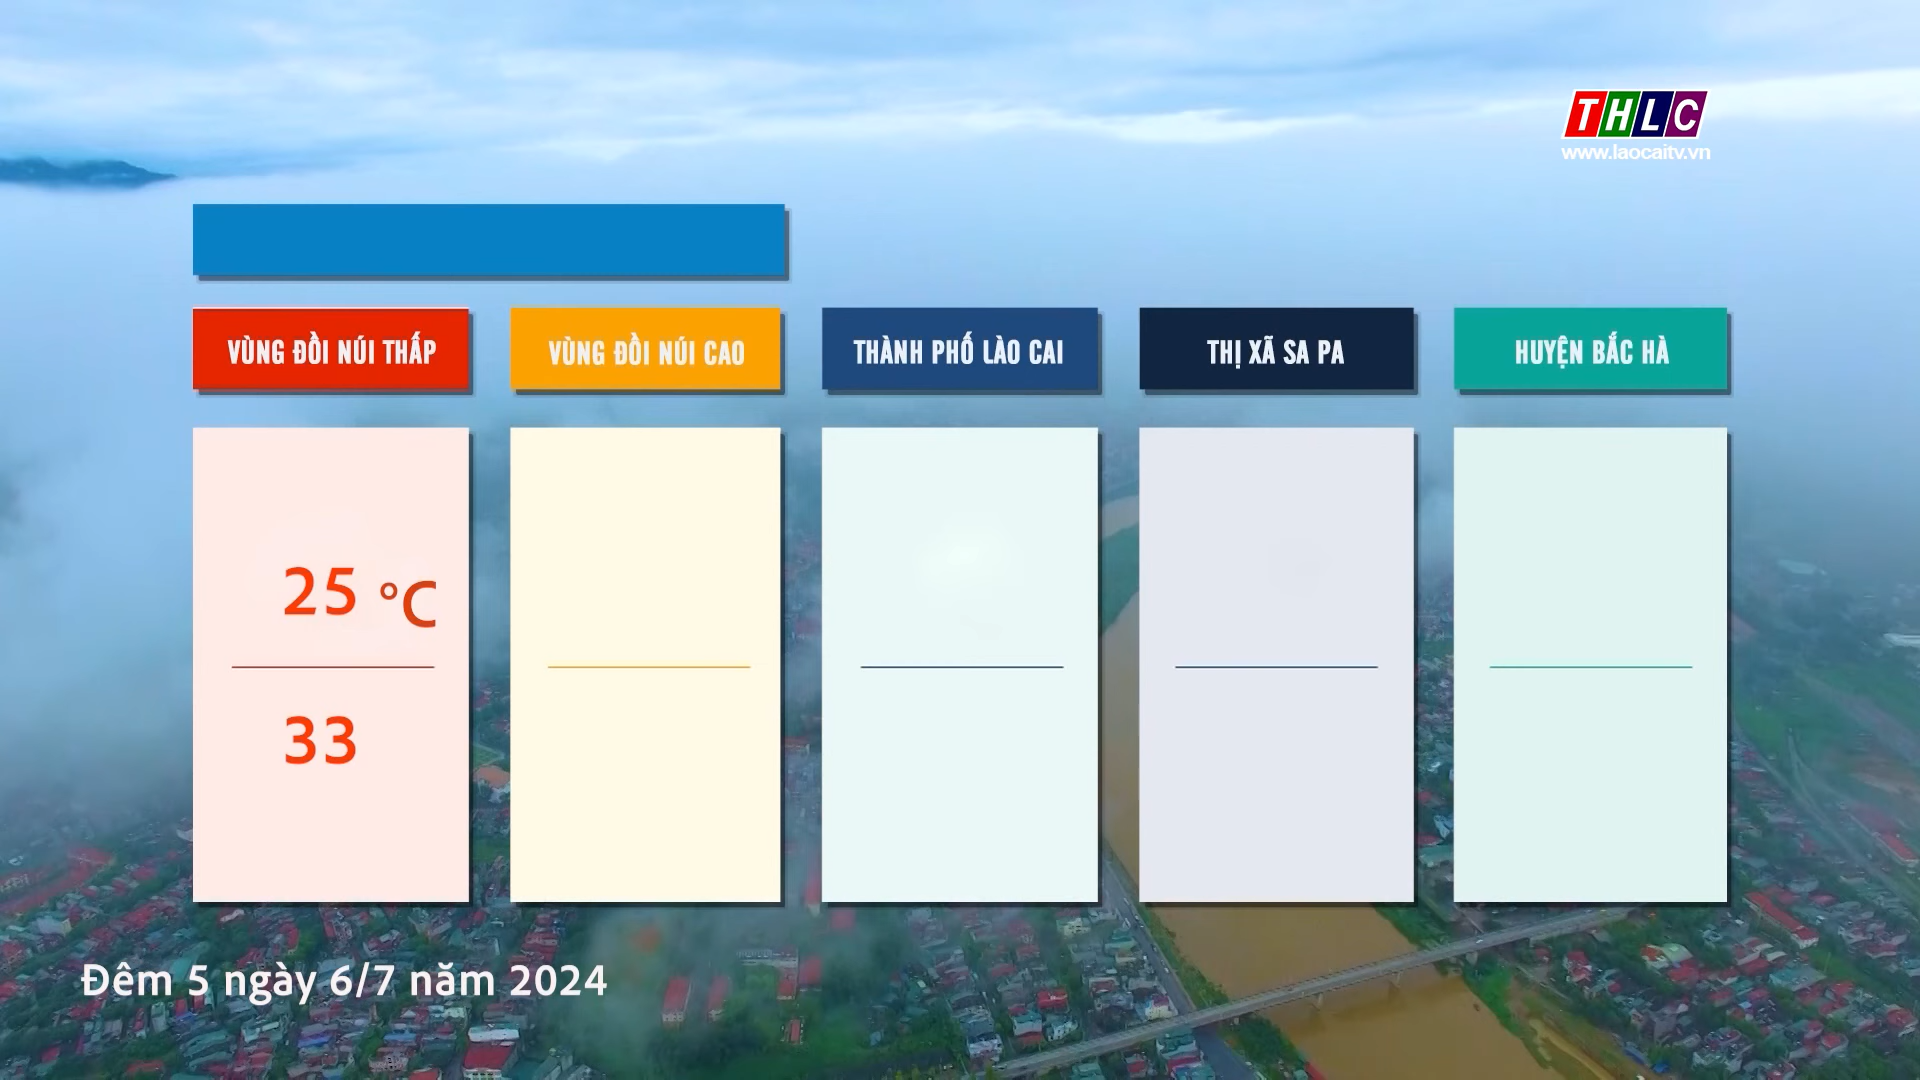 THLC
www.laocaitv.vn
VÙNG ĐỒI NÚI THẤP
VÙNG ĐỒI NÚI CAO
THÀNH PHỐ LÀO CAI
THỊ XÃ SA PA
HUYỆN BẮC HÀ
25 °C
33
Đêm 5 ngày 6/7 năm 2024